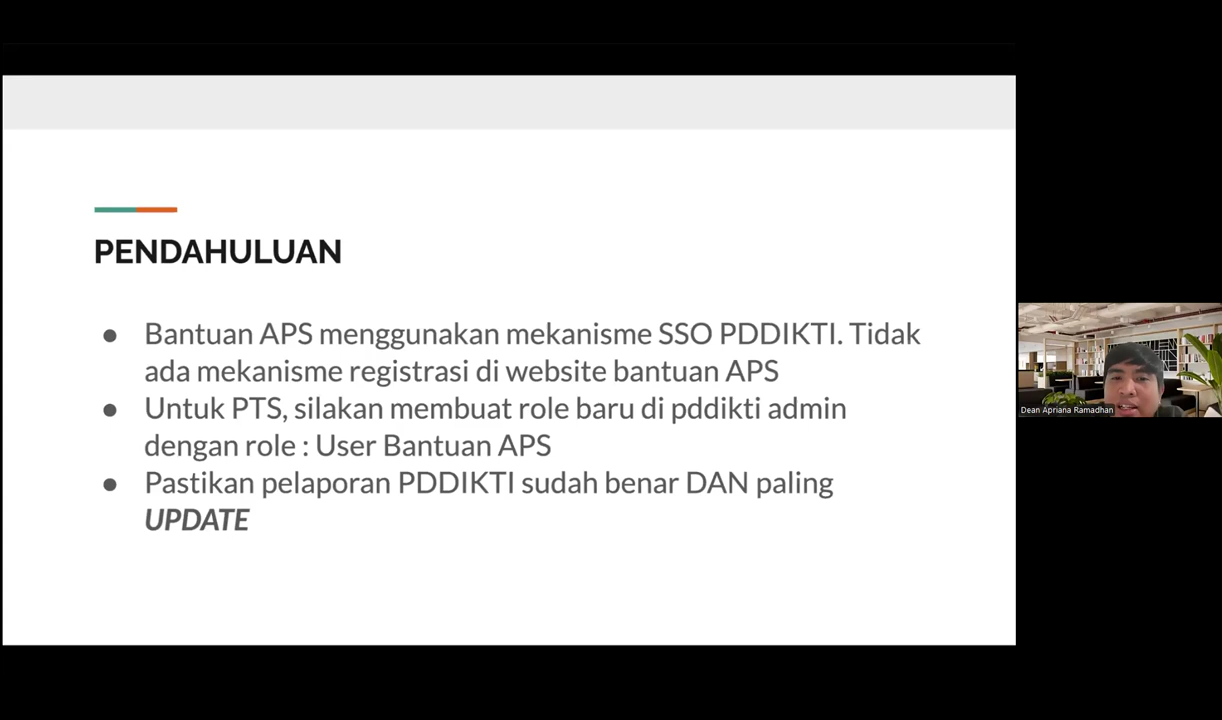 PENDAHULUAN
● Bantuan APS menggunakan mekanisme SSO PDDIKTI. Tidak
ada mekanisme registrasi di website bantuan APS
● Untuk PTS, silakan membuat role baru di pddikti admin
dengan role : User Bantuan APS
● Pastikan pelaporan PDDIKTI sudah benar DAN paling
UPDATE
Dean Apriana Ramadhan